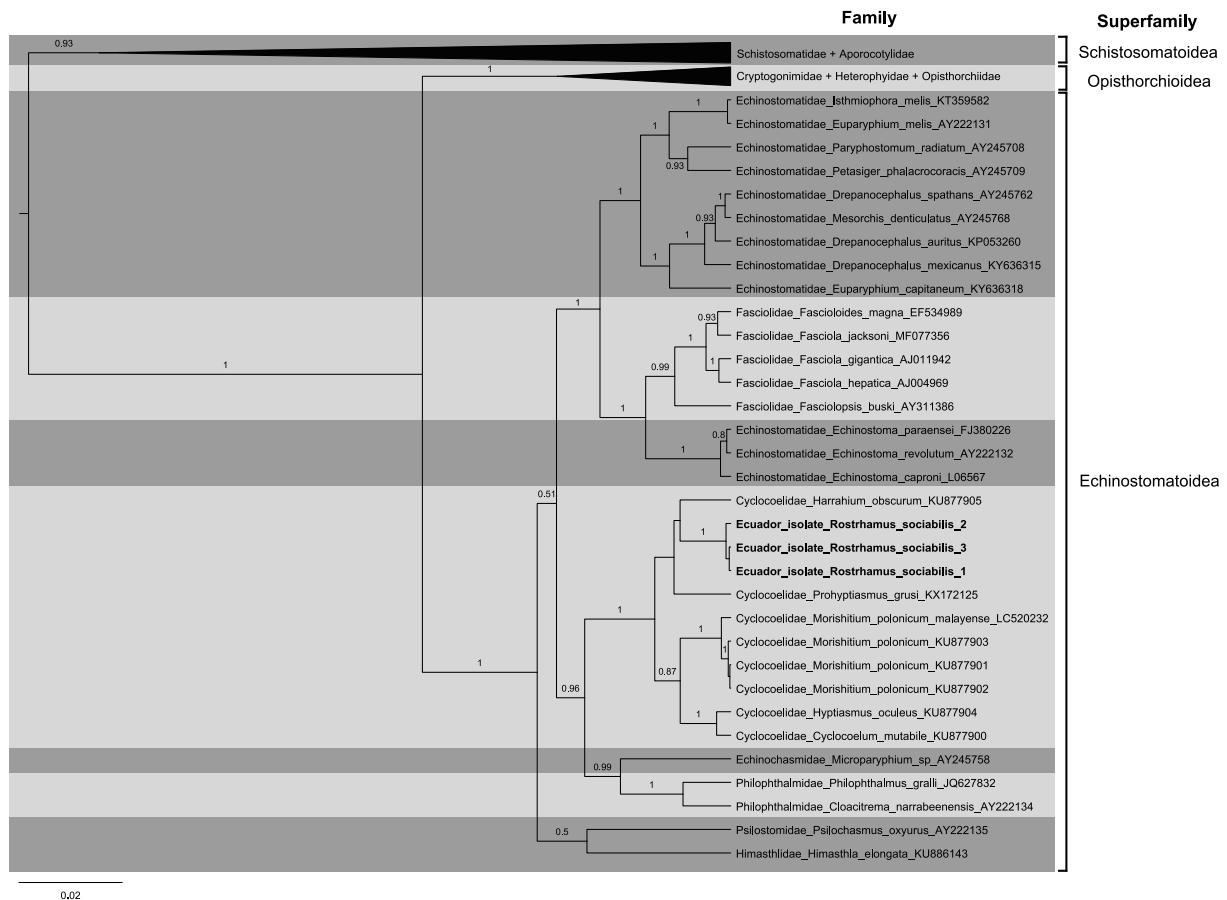 Family
Superfamily
0.93
Schistosomatidae + Aporocotylidae
Schistosomatoidea
1
Cryptogonimidae + Heterophyidae + Opisthorchiidae
Opisthorchioidea
Echinostomatidae_Isthmiophora_melis_KT359582
1
Echinostomatidae_Euparyphium_melis_AY222131
1
Echinostomatidae_Paryphostomum_radiatum_AY245708
0.93
Echinostomatidae_Petasiger_phalacrocoracis_AY245709
1
Echinostomatidae_Drepanocephalus_spathans_AY245762
1
Echinostomatidae_Mesorchis_denticulatus_AY245768
0.93
Echinostomatidae_Drepanocephalus_auritus_KP053260
1
Echinostomatidae_Drepanocephalus_mexicanus_KY636315
1
Echinostomatidae_Euparyphium_capitaneum_KY636318
1
Fasciolidae_Fascioloides_magna_EF534989
0.93
Fasciolidae_Fasciola_jacksoni_MF077356
1
Fasciolidae_Fasciola_gigantica_AJ011942
1
Fasciolidae_Fasciola_hepatica_AJ004969
0.99
1
Fasciolidae_Fasciolopsis_buski_AY311386
1
Echinostomatidae_Echinostoma_paraensei_FJ380226
0.8
Echinostomatidae_Echinostoma_revolutum_AY222132
1
Echinostomatidae_Echinostoma_caproni_L06567
Echinostomatoidea
0.51
Cyclocoelidae_Harrahium_obscurum_KU877905
Ecuador_isolate_Rostrhamus_sociabilis_2
1
Ecuador_isolate_Rostrhamus_sociabilis_3
Ecuador_isolate_Rostrhamus_sociabilis_1
Cyclocoelidae_Prohyptiasmus_grusi_KX172125
1
Cyclocoelidae_Morishitium_polonicum_malayense_LC520232
1
Cyclocoelidae_Morishitium_polonicum_KU877903
1
Cyclocoelidae_Morishitium_polonicum_KU877901
1
0.87
Cyclocoelidae_Morishitium_polonicum_KU877902
0.96
Cyclocoelidae_Hyptiasmus_oculeus_KU877904
1
Cyclocoelidae_Cyclocoelum_mutabile_KU877900
Echinochasmidae_Microparyphium_sp_AY245758
0.99
Philophthalmidae_Philophthalmus_gralli_JQ627832
1
Philophthalmidae_Cloacitrema_narrabeenensis_AY222134
Psilostomidae_Psilochasmus_oxyurus_AY222135
0.5
Himasthlidae_Himasthla_elongata_KU886143
0.02